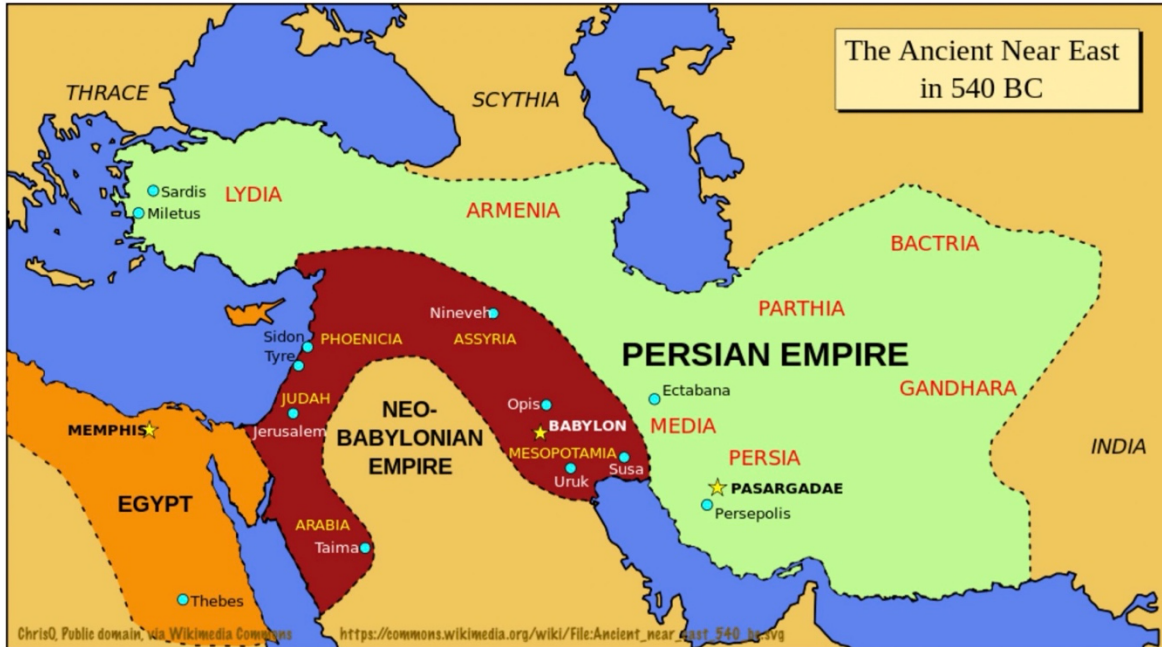 The Ancient Near East
in 540 BC
THRACE
SCYTHIA
Sardis
LYDIA
Miletus
ARMENIA
BACTRIA
PARTHIA
Nineveh
Sidon
PHOENICIA
ASSYRIA
Tyre
PERSIAN EMPIRE
GANDHARA
Ectabana
JUDAH
Opis
NEO-
BABYLONIAN
EMPIRE
MEMPHIS
Jerusalem
BABYLON
MEDIA
INDIA
MESOPOTAMIA
PERSIA
Susa
Uruk
PASARGADAE
EGYPT
Persepolis
ARABIA
Taima
Thebes
ChrisO, Public domain, via Wikimedia Commons
https://commons.wikimedia.org/wiki/File:Ancient_near_east_540_bc.svg